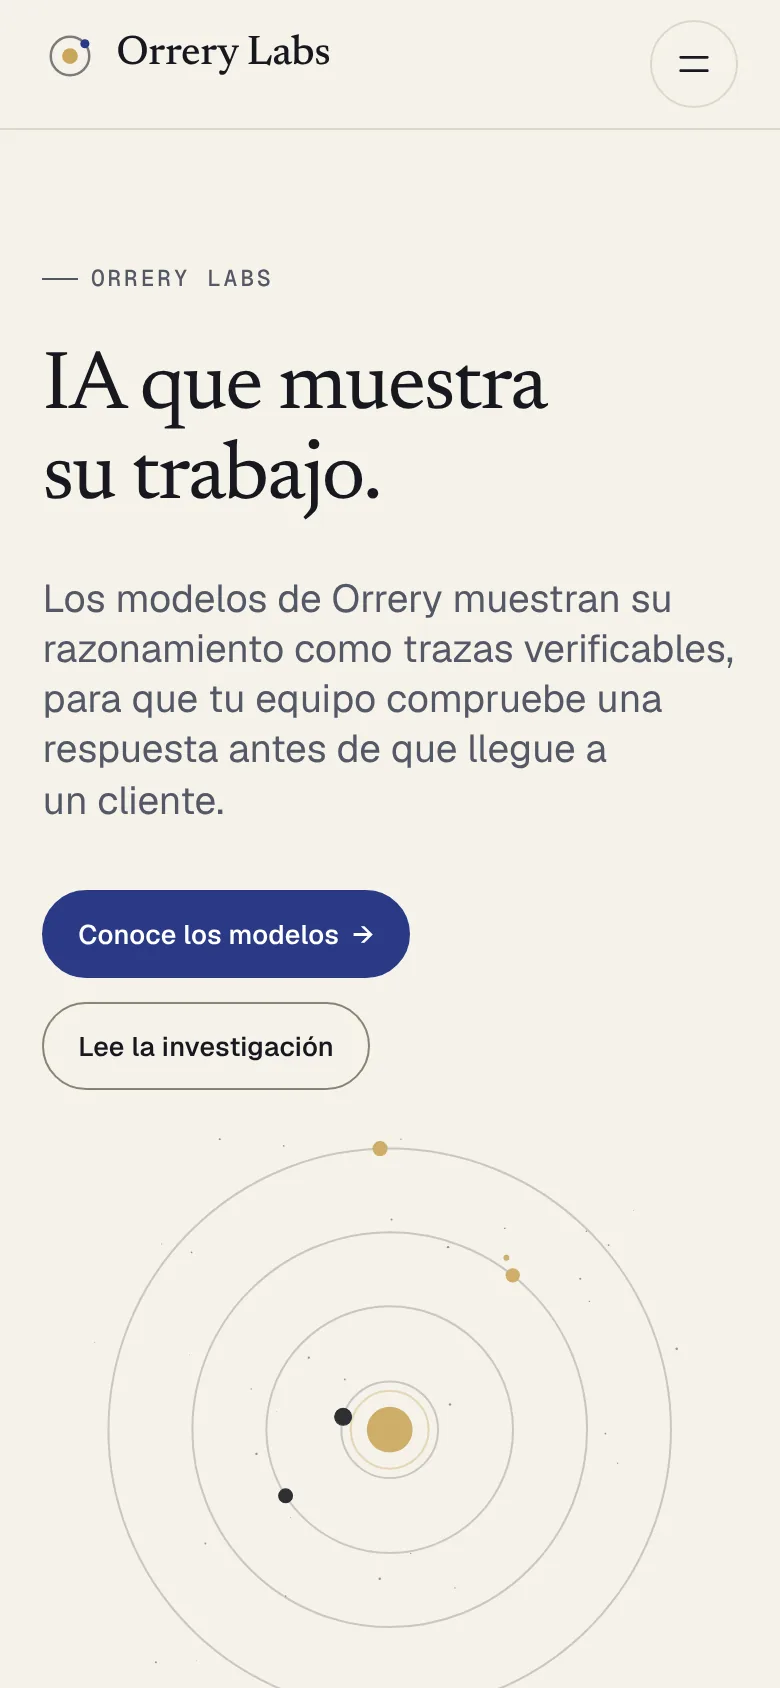 Orrery Labs
ORRERY LABS
IA que muestra
su trabajo.
Los modelos de Orrery muestran su
razonamiento como trazas verificables,
para que tu equipo compruebe una
respuesta antes de que llegue a
un cliente.
Conoce los modelos →
Lee la investigación